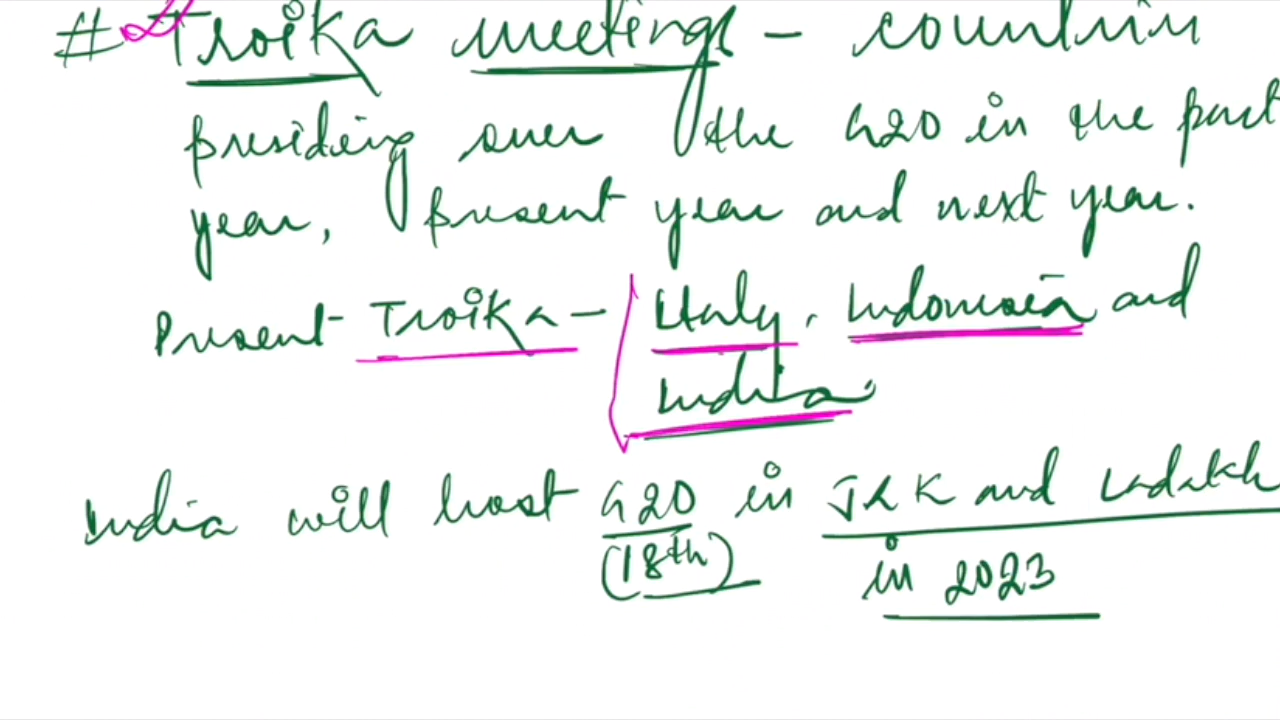 # Troika meetings - countries
presiding over the G20 in the past
year, present year and next year.
Present Troika - Italy, Indonesia and
India.
India will host G20 in J&K and Ladakh
(18th) in 2023